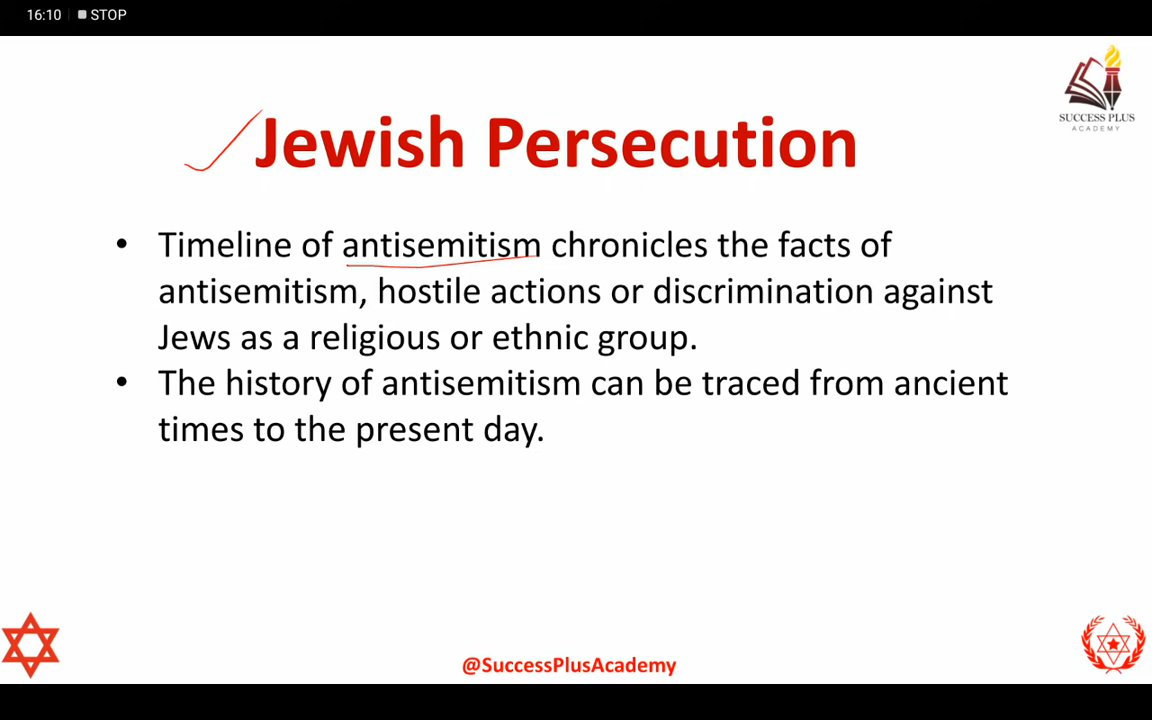 16:10 STOP
SUCCESS PLUS
ACADEMY
Jewish Persecution
• Timeline of antisemitism chronicles the facts of
antisemitism, hostile actions or discrimination against
Jews as a religious or ethnic group.
• The history of antisemitism can be traced from ancient
times to the present day.
@SuccessPlusAcademy